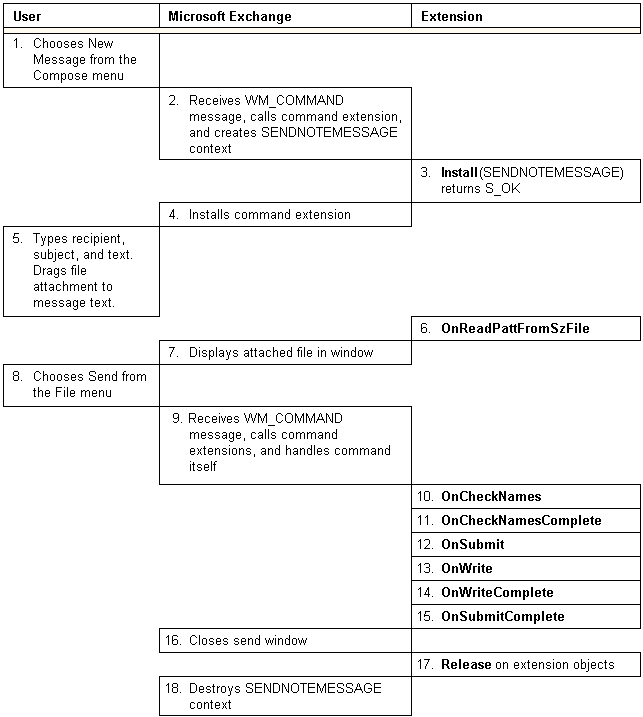 User Microsoft Exchange Extension
1. Chooses New
Message from the
Compose menu
2. Receives WM_COMMAND
message, calls command extension,
and creates SENDNOTEMESSAGE
context
3. Install(SENDNOTEMESSAGE)
returns S_OK
4. Installs command extension
5. Types recipient,
subject, and text.
Drags file
attachment to
message text.
6. OnReadPattFromSzFile
7. Displays attached file in window
8. Chooses Send from
the File menu
9. Receives WM_COMMAND
message, calls command
extensions, and handles command
itself
10. OnCheckNames
11. OnCheckNamesComplete
12. OnSubmit
13. OnWrite
14. OnWriteComplete
15. OnSubmitComplete
16. Closes send window
17. Release on extension objects
18. Destroys SENDNOTEMESSAGE
context